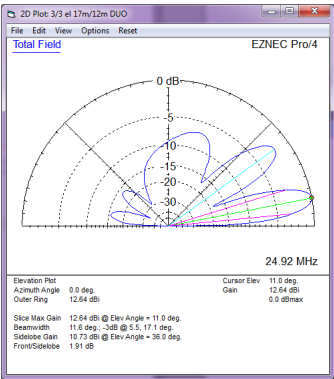 2D Plot: 3/3 el 17m/12m DUO
File Edit View Options Reset
Total Field
EZNEC Pro/4
0 dB
-5
-10
-15
-20
-30
24.92 MHz
Elevation Plot
Azimuth Angle 0.0 deg.
Outer Ring 12.64 dBi
Cursor Elev 11.0 deg.
Gain 12.64 dBi
0.0 dBmax
Slice Max Gain 12.64 dBi @ Elev Angle = 11.0 deg.
Beamwidth 11.6 deg.; -3dB @ 5.5, 17.1 deg.
Sidelobe Gain 10.73 dBi @ Elev Angle = 36.0 deg.
Front/Sidelobe 1.91 dB